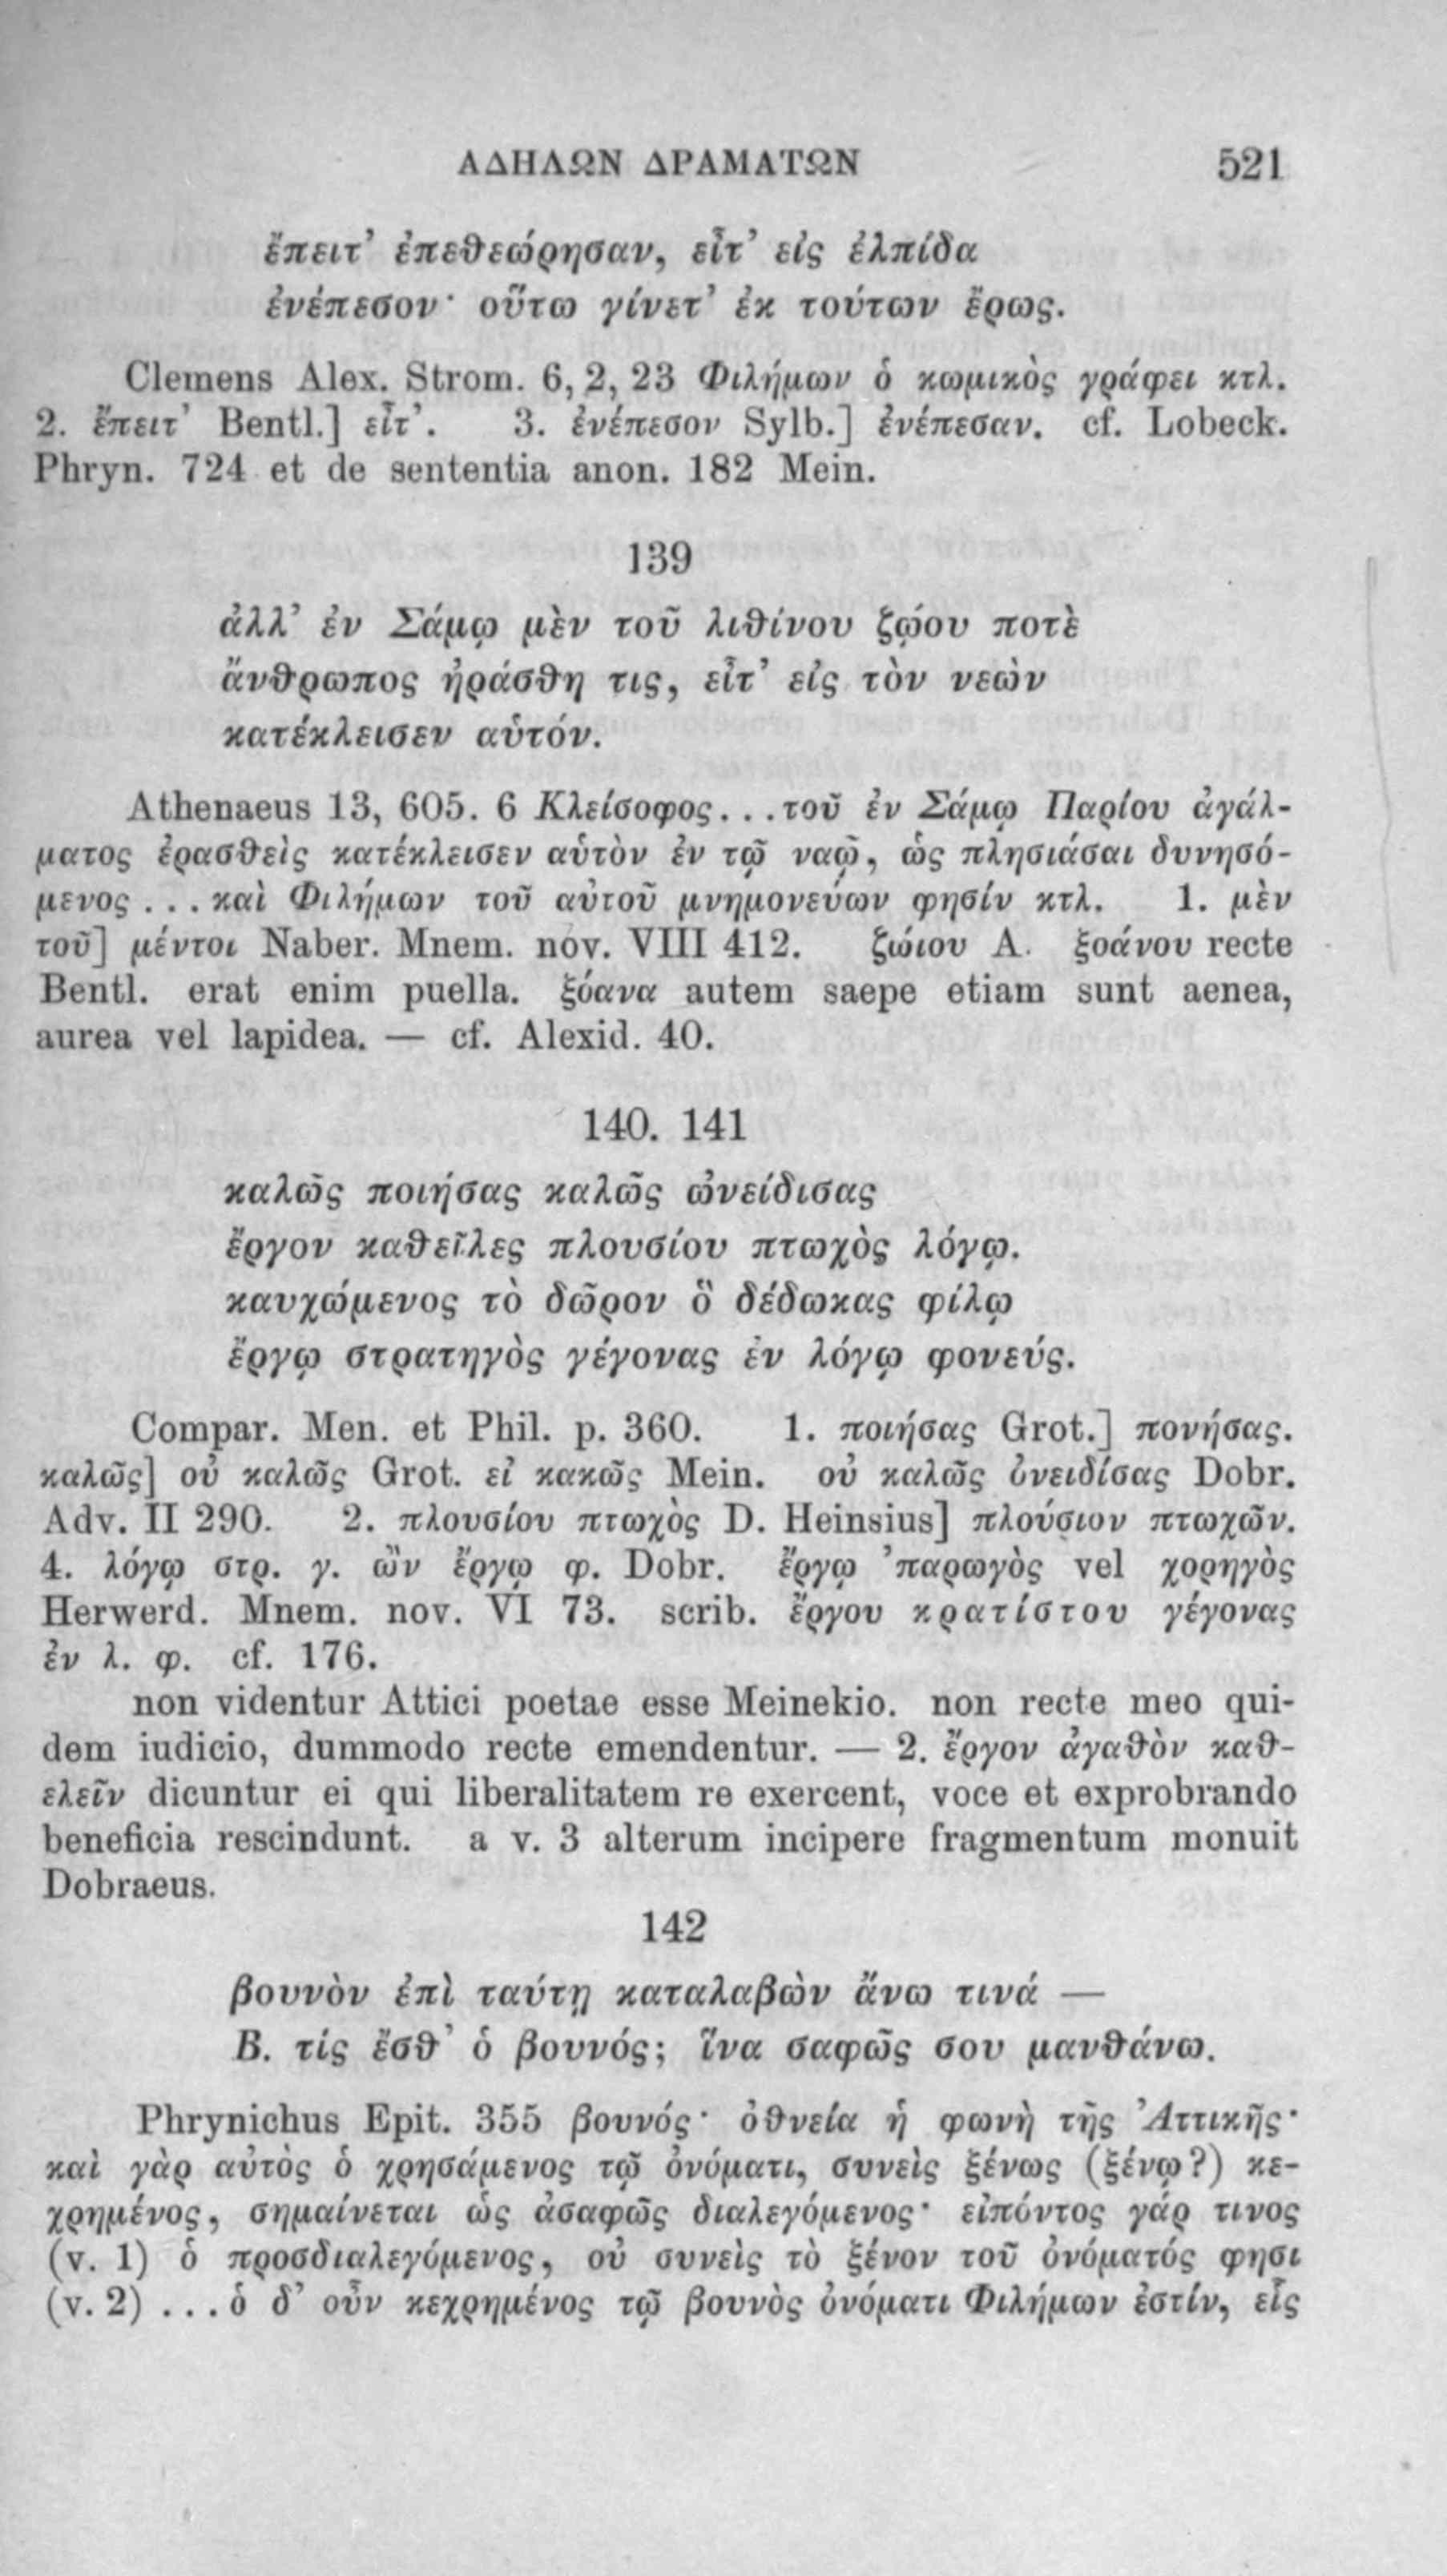 ΑΔΗΛΩΝ ΔΡΑΜΑΤΩΝ 521
ἔπειτ’ ἐπεθεώρησαν, εἶτ’ εἰς ἐλπίδα
ἐνέπεσον· οὕτω γίνετ’ ἐκ τούτων ἔρως.
Clemens Alex. Strom. 6, 2, 23 Φιλήμων ὁ κωμικὸς γράφει κτλ.
2. ἔπειτ’ Bentl.] εἶτ’. 3. ἐνέπεσον Sylb.] ἐνέπεσαν. cf. Lobeck.
Phryn. 724 et de sententia anon. 182 Mein.
139
ἀλλ’ ἐν Σάμῳ μὲν τοῦ λιθίνου ζῴου ποτὲ
ἄνθρωπος ἠράσθη τις, εἶτ’ εἰς τὸν νεὼν
κατέκλεισεν αὑτόν.
Athenaeus 13, 605. 6 Κλείσοφος...τοῦ ἐν Σάμῳ Παρίου ἀγάλ-
ματος ἐρασθεὶς κατέκλεισεν αὑτὸν ἐν τῷ ναῷ, ὡς πλησιάσαι δυνησό-
μενος ... καὶ Φιλήμων τοῦ αὐτοῦ μνημονεύων φησίν κτλ. 1. μὲν
τοῦ] μέντοι Naber. Mnem. nov. VIII 412. ζώιου A. ξοάνου recte
Bentl. erat enim puella. ξόανα autem saepe etiam sunt aenea,
aurea vel lapidea. — cf. Alexid. 40.
140. 141
καλῶς ποιήσας καλῶς ὠνείδισας
ἔργον καθεῖλες πλουσίου πτωχὸς λόγῳ.
καυχώμενος τὸ δῶρον ὃ δέδωκας φίλῳ
ἔργῳ στρατηγὸς γέγονας ἐν λόγῳ φονεύς.
Compar. Men. et Phil. p. 360. 1. ποιήσας Grot.] πονήσας.
καλῶς] οὐ καλῶς Grot. εἰ κακῶς Mein. οὐ καλῶς ὀνειδίσας Dobr.
Adv. II 290. 2. πλουσίου πτωχὸς D. Heinsius] πλούσιον πτωχῶν.
4. λόγῳ στρ. γ. ὢν ἔργῳ φ. Dobr. ἔργῳ ’παρωγὸς vel χορηγὸς
Herwerd. Mnem. nov. VI 73. scrib. ἔργου κρατίστου γέγονας
ἐν λ. φ. cf. 176.
non videntur Attici poetae esse Meinekio. non recte meo qui-
dem iudicio, dummodo recte emendentur. — 2. ἔργον ἀγαθὸν καθ-
ελεῖν dicuntur ei qui liberalitatem re exercent, voce et exprobrando
beneficia rescindunt. a v. 3 alterum incipere fragmentum monuit
Dobraeus.
142
βουνὸν ἐπὶ ταύτῃ καταλαβὼν ἄνω τινά —
Β. τίς ἔσθ’ ὁ βουνός; ἵνα σαφῶς σου μανθάνω.
Phrynichus Epit. 355 βουνός· ὀθνεία ἡ φωνὴ τῆς Ἀττικῆς·
καὶ γὰρ αὐτὸς ὁ χρησάμενος τῷ ὀνόματι, συνεὶς ξένως (ξένῳ?) κε-
χρημένος, σημαίνεται ὡς ἀσαφῶς διαλεγόμενος· εἰπόντος γάρ τινος
(v. 1) ὁ προσδιαλεγόμενος, οὐ συνεὶς τὸ ξένον τοῦ ὀνόματός φησι
(v. 2) ...ὁ δ’ οὖν κεχρημένος τῷ βουνὸς ὀνόματι Φιλήμων ἐστίν, εἷς